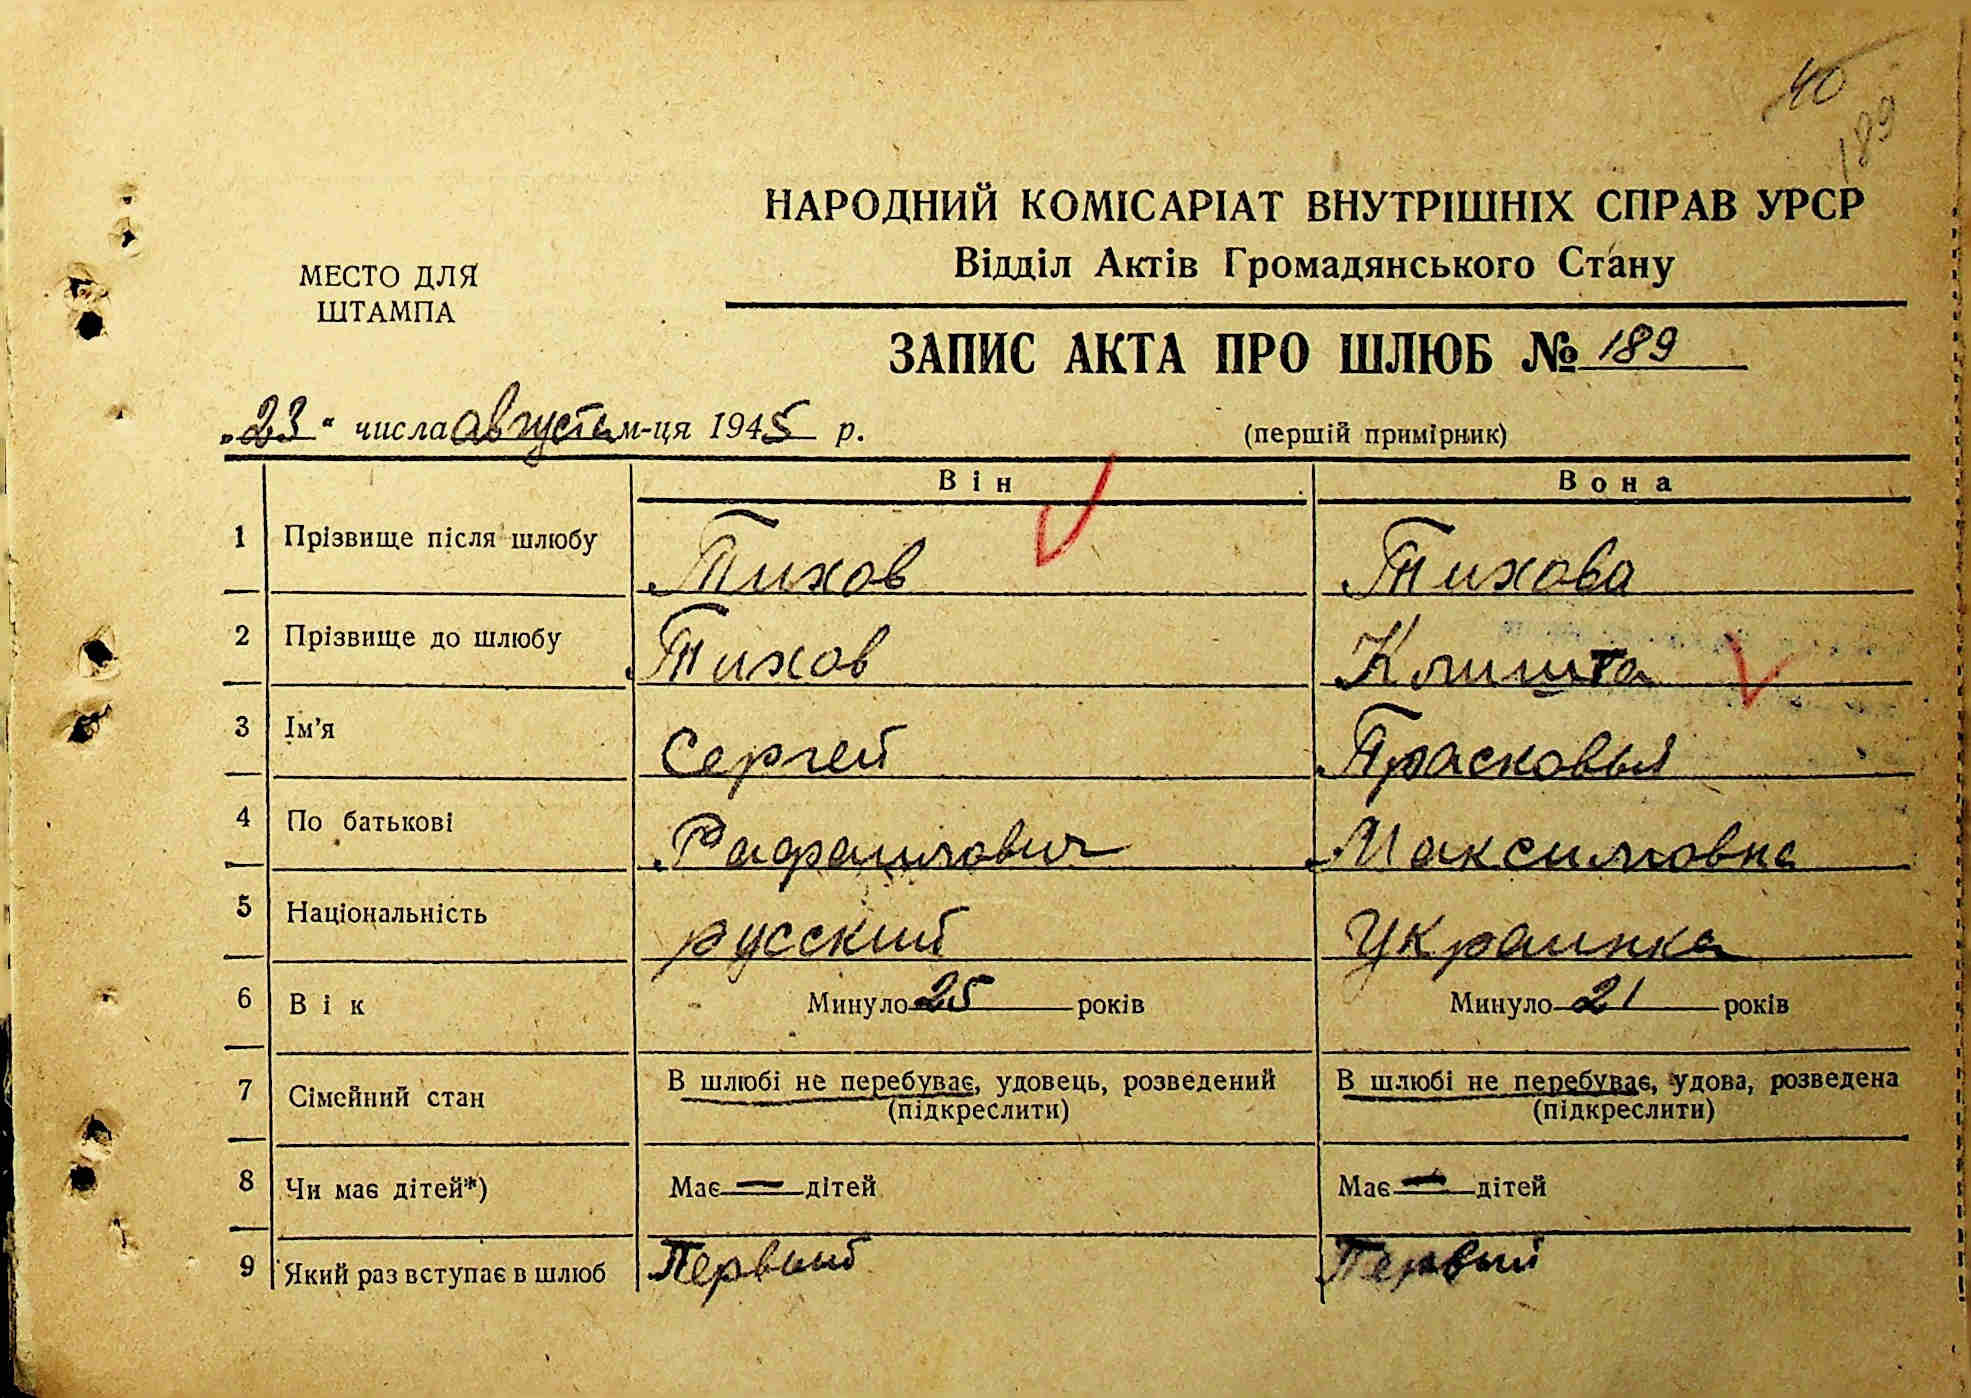 40
189
НАРОДНИЙ КОМІСАРІАТ ВНУТРІШНІХ СПРАВ УРСР
Відділ Актів Громадянського Стану
МЕСТО ДЛЯ
ШТАМПА
ЗАПИС АКТА ПРО ШЛЮБ № 189
„23" числа августа м-ця 1945 р.
(перший примірник)
Він Вона
1 Прізвище після шлюбу Тихов Тихова
2 Прізвище до шлюбу Тихов
3 Ім'я Сергей Прасковья
4 По батькові Рафаилович Максимовна
5 Національність русский Украинка
6 Вік Минуло 25 років Минуло 21 років
7 Сімейний стан В шлюбі не перебуває, удовець, розведений В шлюбі не перебуває, удова, розведена
(підкреслити) (підкреслити)
8 Чи має дітей*) Має — дітей Має — дітей
9 Який раз вступає в шлюб Первый Первый